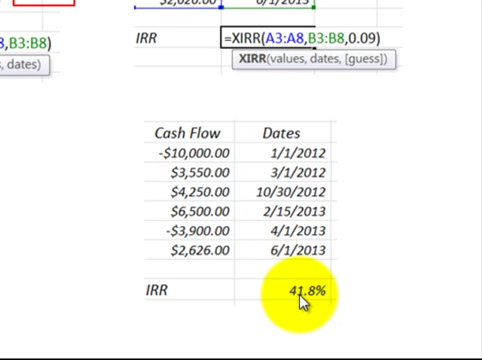 $2,626.00 6/1/2013
8,B3:B8)
s, dates)
IRR =XIRR(A3:A8,B3:B8,0.09)
XIRR(values, dates, [guess])
Cash Flow Dates
-$10,000.00 1/1/2012
$3,550.00 3/1/2012
$4,250.00 10/30/2012
$6,500.00 2/15/2013
-$3,900.00 4/1/2013
$2,626.00 6/1/2013
IRR 41.8%